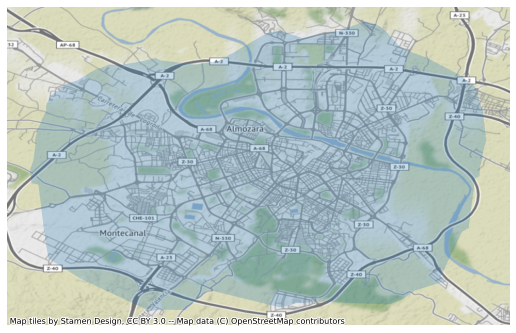 A-23
N-330
32
AP-68
A-2
A-2
A-2
A-2
A-2
Z-40
Z-40
A-68
Almozara
A-68
A-2
Z-30
Z-30
CHE-101
Z-30
Montecanal
N-330
Z-30
A-68
A-23
Z-40
Z-40
Z-40
Map tiles by Stamen Design, CC BY 3.0 -- Map data (C) OpenStreetMap contributors